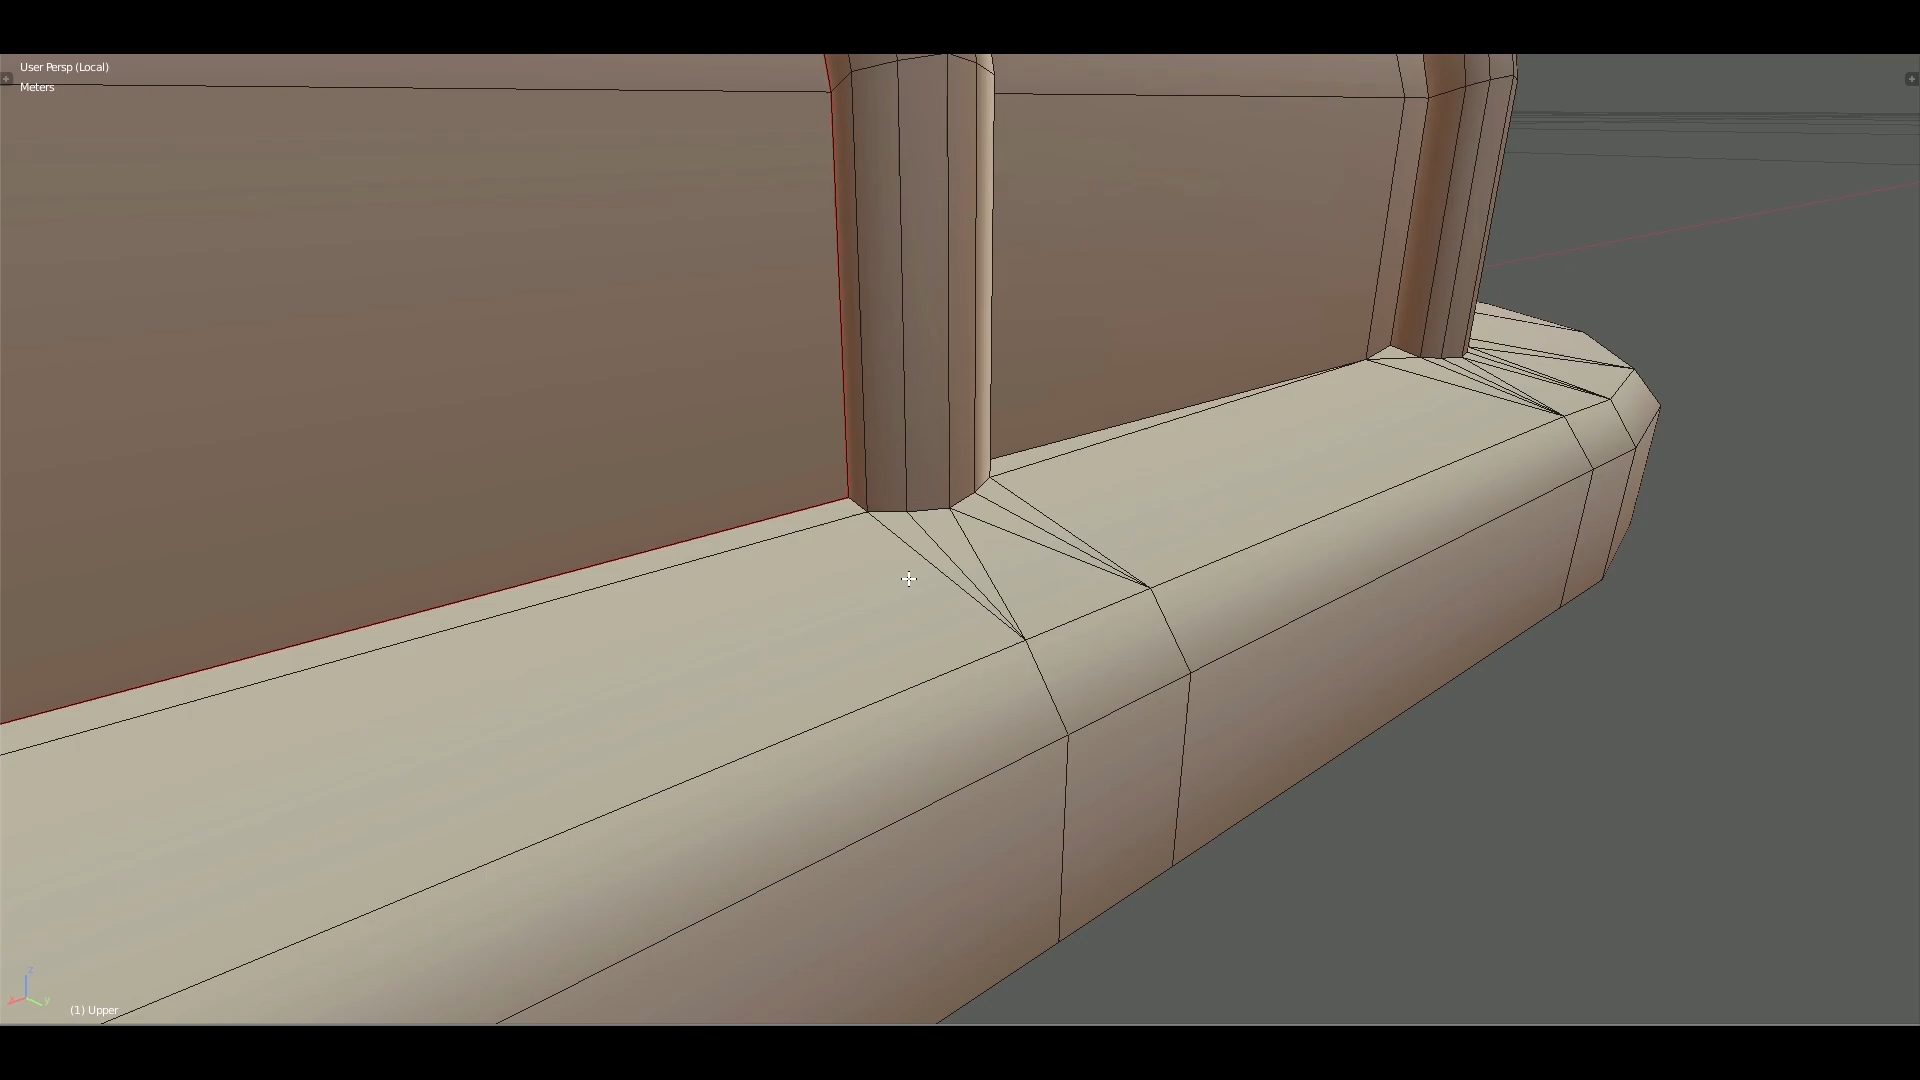 User Persp (Local)
Meters
z
y
(1) Upper